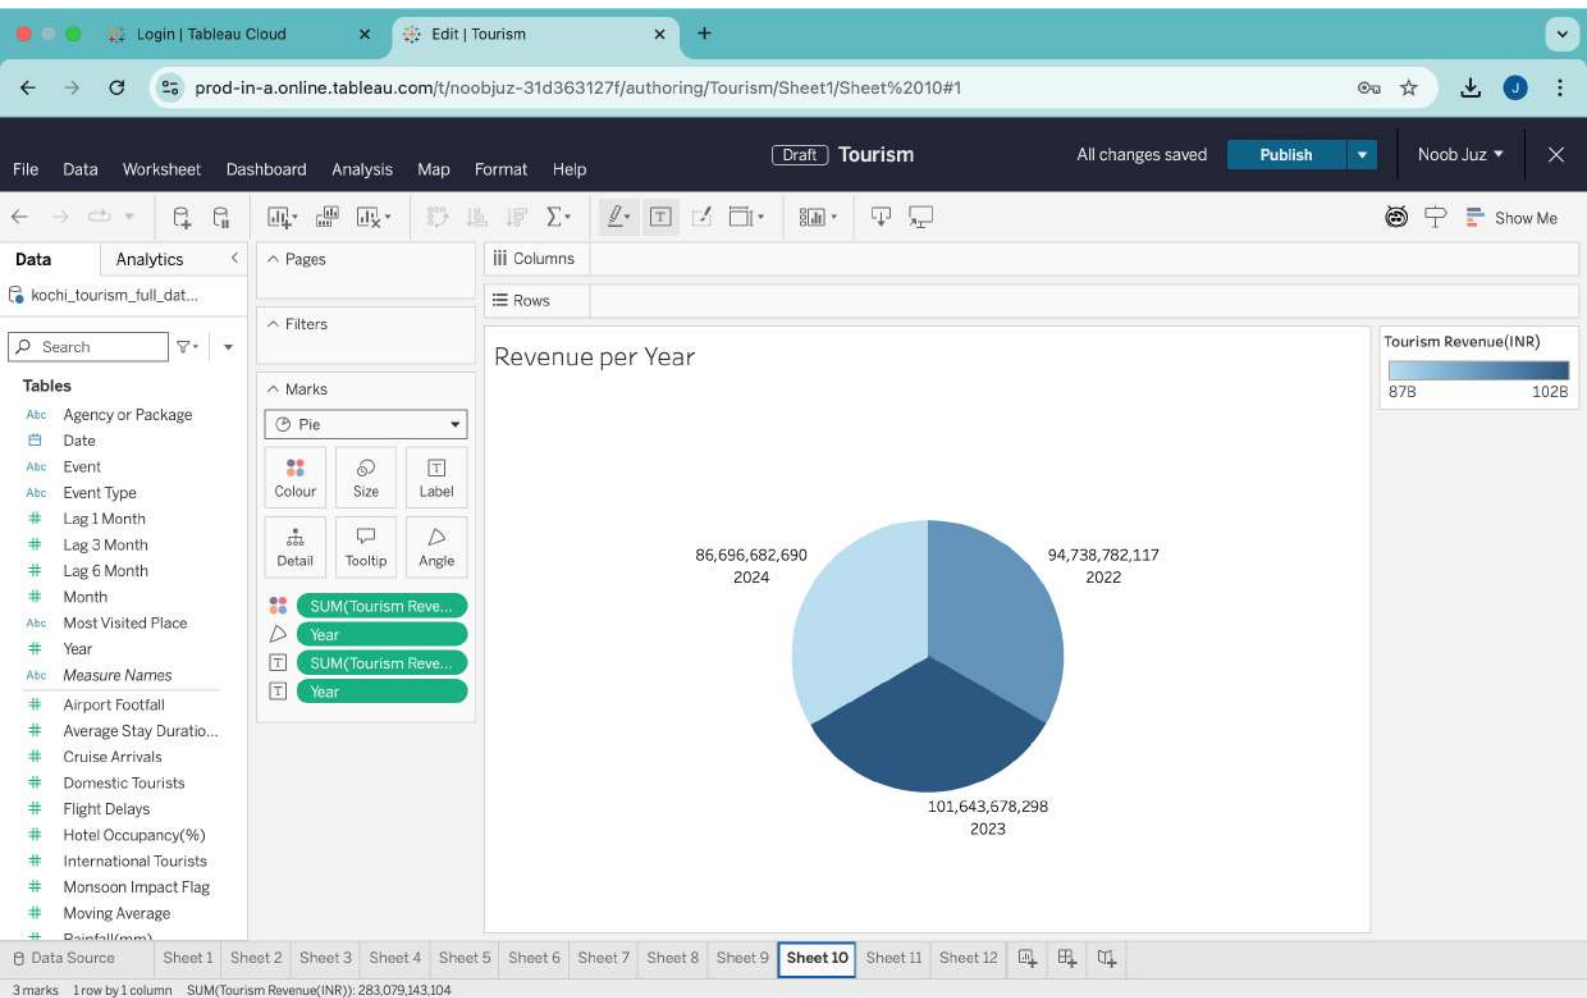 Login | Tableau Cloud
Edit | Tourism
prod-in-a.online.tableau.com/t/noobjuz-31d363127f/authoring/Tourism/Sheet1/Sheet%2010#1
J
File Data Worksheet Dashboard Analysis Map Format Help
Draft Tourism
All changes saved
Publish
Noob Juz
Show Me
Data Analytics
kochi_tourism_full_dat...
Search
Tables
Abc Agency or Package
Date
Abc Event
Abc Event Type
# Lag 1 Month
# Lag 3 Month
# Lag 6 Month
# Month
Abc Most Visited Place
# Year
Abc Measure Names
# Airport Footfall
# Average Stay Duratio...
# Cruise Arrivals
# Domestic Tourists
# Flight Delays
# Hotel Occupancy(%)
# International Tourists
# Monsoon Impact Flag
# Moving Average
# Rainfall(mm)
Pages
Filters
Marks
Pie
Colour Size Label
Detail Tooltip Angle
SUM(Tourism Reve...
Year
SUM(Tourism Reve...
Year
Columns
Rows
Revenue per Year
86,696,682,690
2024
94,738,782,117
2022
101,643,678,298
2023
Tourism Revenue(INR)
87B 102B
Data Source Sheet 1 Sheet 2 Sheet 3 Sheet 4 Sheet 5 Sheet 6 Sheet 7 Sheet 8 Sheet 9 Sheet 10 Sheet 11 Sheet 12
3 marks 1 row by 1 column SUM(Tourism Revenue(INR)): 283,079,143,104